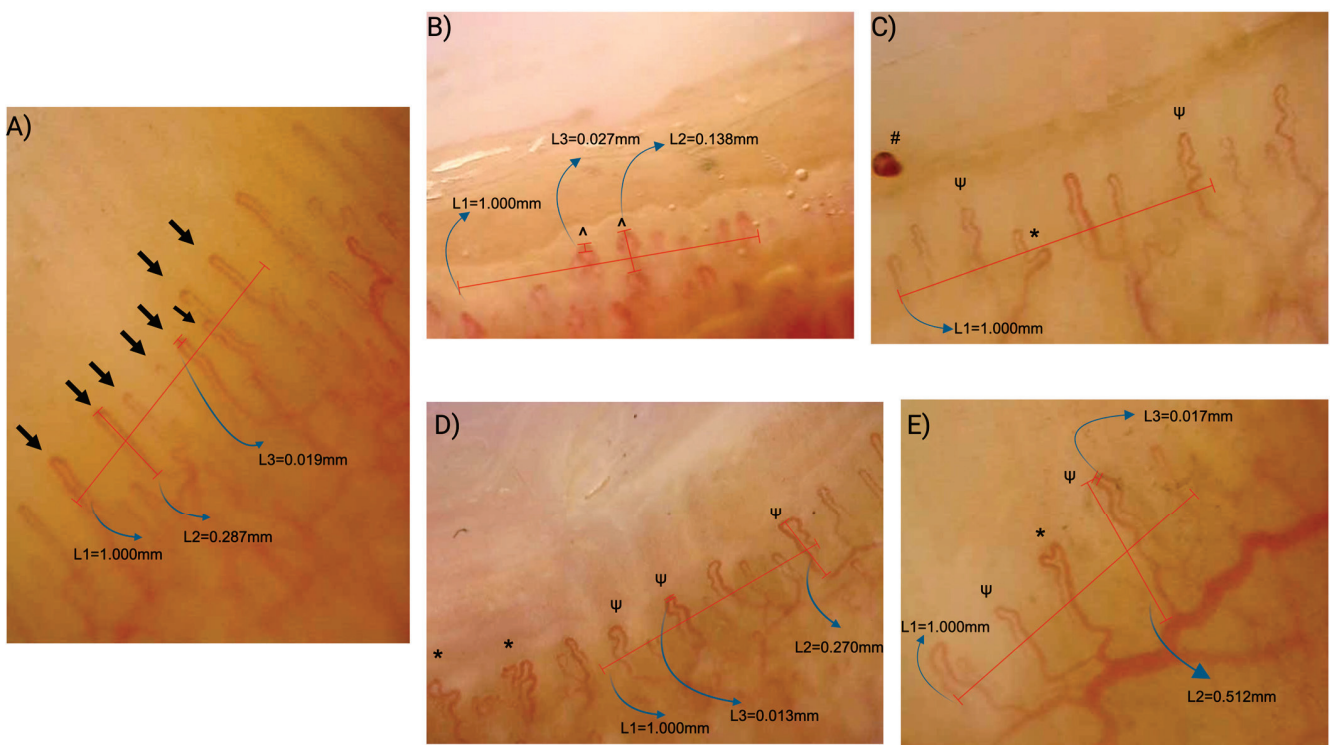 A)
L3=0.019mm
L2=0.287mm
L1=1.000mm
B)
L3=0.027mm
L2=0.138mm
L1=1.000mm
^
^
C)
#
Ψ
Ψ
*
L1=1.000mm
D)
Ψ
Ψ
Ψ
*
*
L2=0.270mm
L3=0.013mm
L1=1.000mm
E)
L3=0.017mm
Ψ
*
Ψ
L1=1.000mm
L2=0.512mm